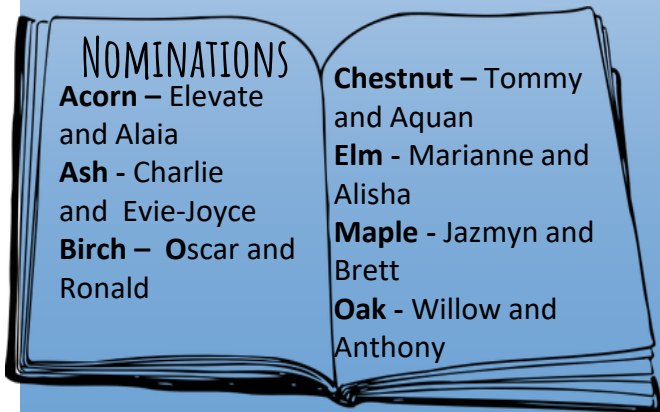 NOMINATIONS
Acorn – Elevate
and Alaia
Ash - Charlie
and Evie-Joyce
Birch – Oscar and
Ronald
Chestnut – Tommy
and Aquan
Elm - Marianne and
Alisha
Maple - Jazmyn and
Brett
Oak - Willow and
Anthony